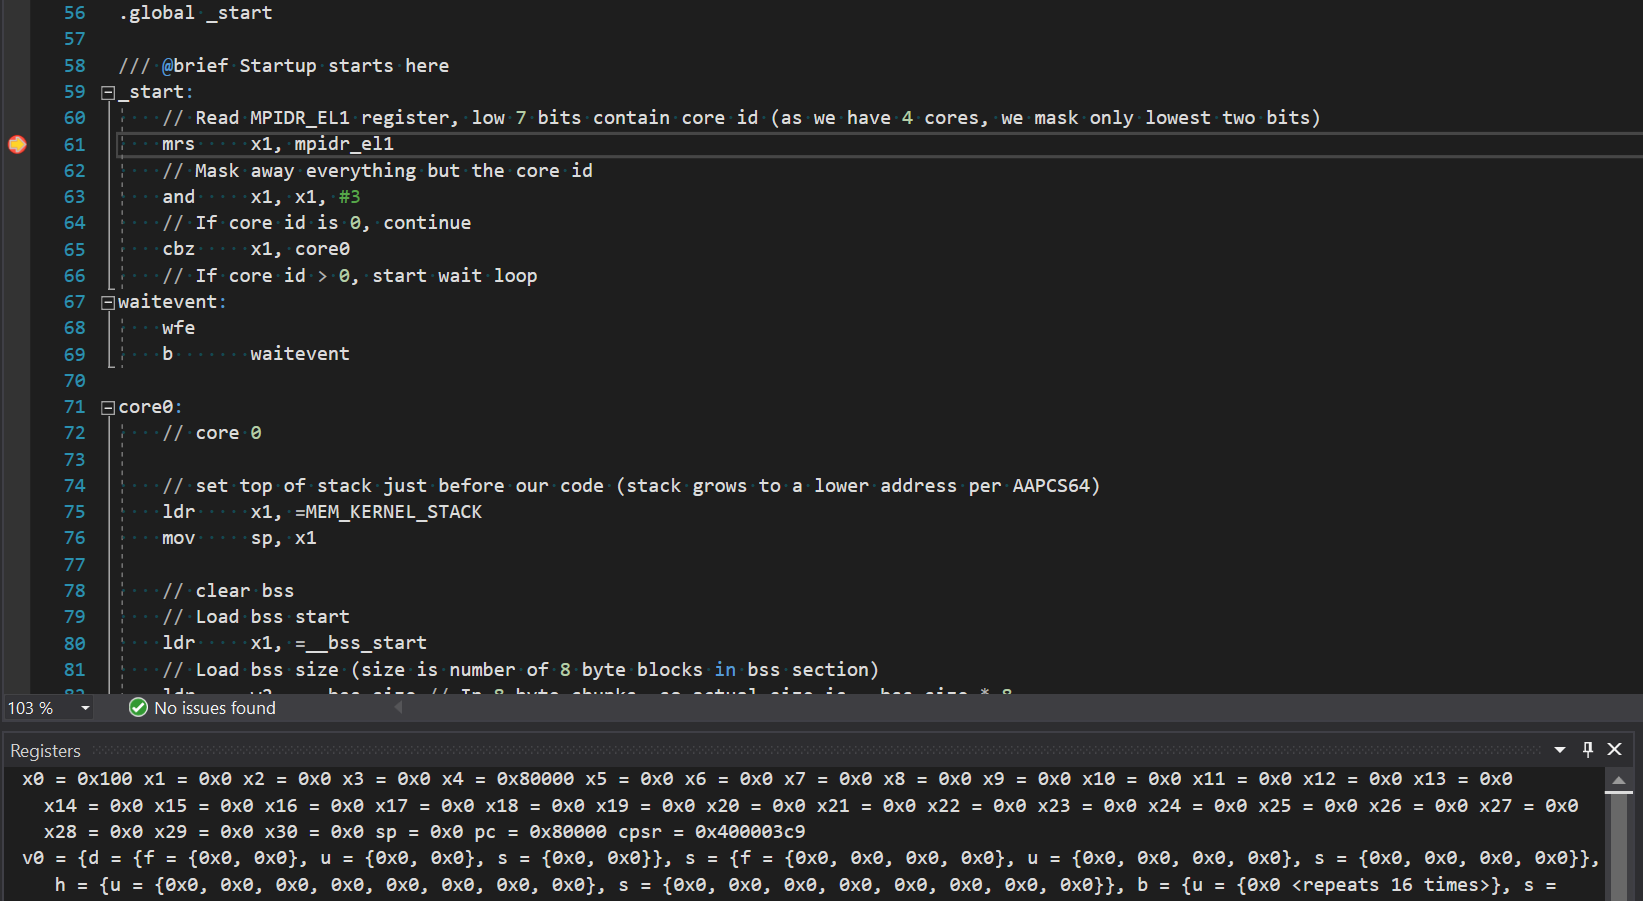 56 .global _start
57
58 /// @brief Startup starts here
59 _start:
60 // Read MPIDR_EL1 register, low 7 bits contain core id (as we have 4 cores, we mask only lowest two bits)
61 mrs x1, mpidr_el1
62 // Mask away everything but the core id
63 and x1, x1, #3
64 // If core id is 0, continue
65 cbz x1, core0
66 // If core id > 0, start wait loop
67 waitevent:
68 wfe
69 b waitevent
70
71 core0:
72 // core 0
73
74 // set top of stack just before our code (stack grows to a lower address per AAPCS64)
75 ldr x1, =MEM_KERNEL_STACK
76 mov sp, x1
77
78 // clear bss
79 // Load bss start
80 ldr x1, =__bss_start
81 // Load bss size (size is number of 8 byte blocks in bss section)
103 % No issues found
Registers
x0 = 0x100 x1 = 0x0 x2 = 0x0 x3 = 0x0 x4 = 0x80000 x5 = 0x0 x6 = 0x0 x7 = 0x0 x8 = 0x0 x9 = 0x0 x10 = 0x0 x11 = 0x0 x12 = 0x0 x13 = 0x0
x14 = 0x0 x15 = 0x0 x16 = 0x0 x17 = 0x0 x18 = 0x0 x19 = 0x0 x20 = 0x0 x21 = 0x0 x22 = 0x0 x23 = 0x0 x24 = 0x0 x25 = 0x0 x26 = 0x0 x27 = 0x0
x28 = 0x0 x29 = 0x0 x30 = 0x0 sp = 0x0 pc = 0x80000 cpsr = 0x400003c9
v0 = {d = {f = {0x0, 0x0}, u = {0x0, 0x0}, s = {0x0, 0x0}}, s = {f = {0x0, 0x0, 0x0, 0x0}, u = {0x0, 0x0, 0x0, 0x0}, s = {0x0, 0x0, 0x0, 0x0}},
h = {u = {0x0, 0x0, 0x0, 0x0, 0x0, 0x0, 0x0, 0x0}, s = {0x0, 0x0, 0x0, 0x0, 0x0, 0x0, 0x0, 0x0}}, b = {u = {0x0 <repeats 16 times>}, s =